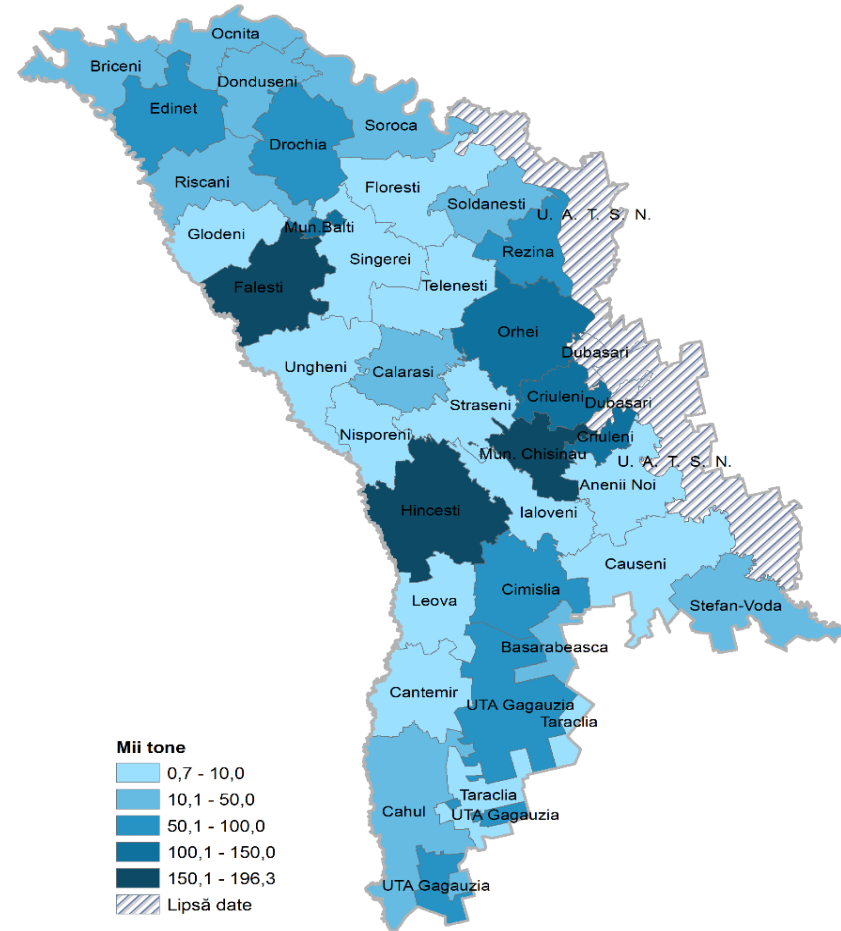 Ocnita
Briceni
Donduseni
Edinet
Drochia
Soroca
Riscani
Floresti
Soldanesti
U. A. T. S. N.
Glodeni
Mun.Balti
Singerei
Rezina
Falesti
Telenesti
Orhei
Dubasari
Ungheni
Calarasi
Criuleni
Dubasari
Straseni
Nisporeni
Criuleni
Mun. Chisinau
U. A. T. S. N.
Anenii Noi
Hincesti
Ialoveni
Causeni
Cimislia
Leova
Stefan-Voda
Basarabeasca
Cantemir
UTA Gagauzia
Taraclia
Taraclia
Cahul
UTA Gagauzia
UTA Gagauzia
Mii tone
0,7 - 10,0
10,1 - 50,0
50,1 - 100,0
100,1 - 150,0
150,1 - 196,3
Lipsă date